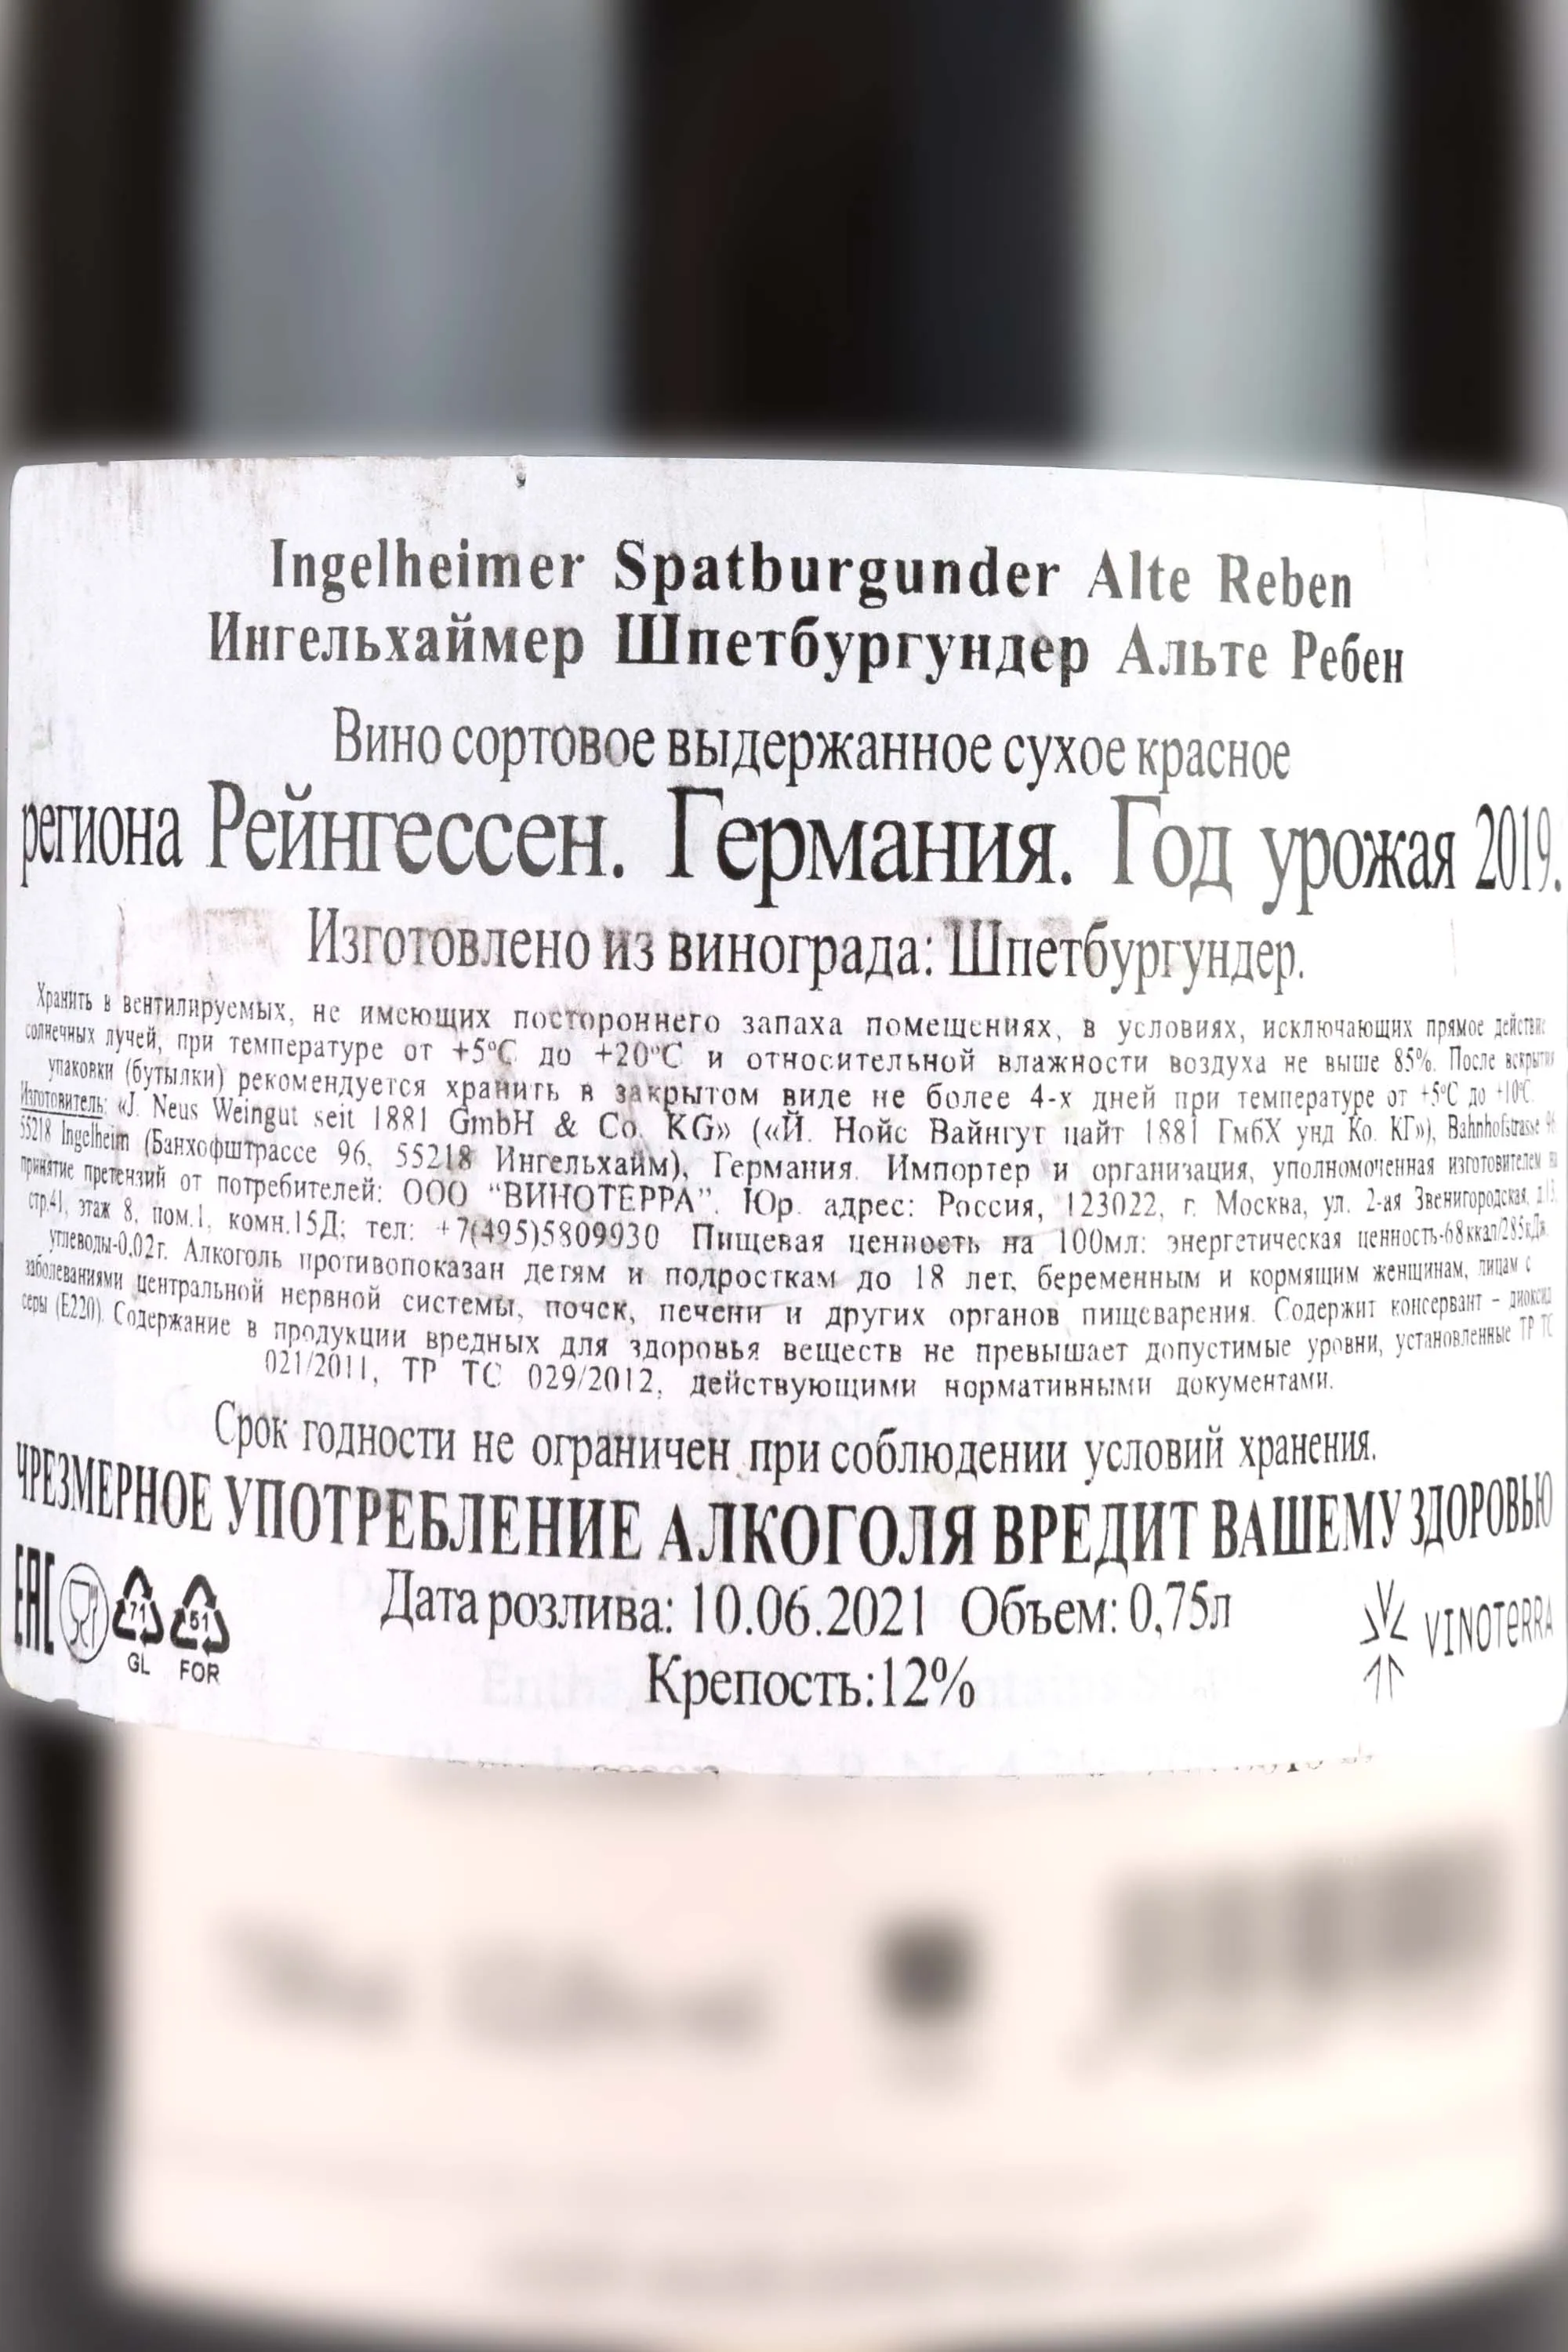 Ingelheimer Spatburgunder Alte Reben
Ингельхаймер Шпетбургундер Альте Ребен
Вино сортовое выдержанное сухое красное
региона Рейнгессен. Германия. Год урожая 2019.
Изготовлено из винограда: Шпетбургундер.
Хранить в вентилируемых, не имеющих постороннего запаха помещениях, в условиях, исключающих прямое действие
солнечных лучей, при температуре от +5°С до +20°С и относительной влажности воздуха не выше 85%. После вскрытия
упаковки (бутылки) рекомендуется хранить в закрытом виде не более 4-х дней при температуре от +5°С до +10°С.
Изготовитель: «J. Neus Weingut seit 1881 GmbH & Co. KG» («Й. Нойс Вайнгут цайт 1881 ГмбХ унд Ко. КГ»), Bahnhofstrasse 96,
55218 Ingelheim (Банхофштрассе 96, 55218 Ингельхайм), Германия. Импортер и организация, уполномоченная изготовителем на
принятие претензий от потребителей: ООО “ВИНОТЕРРА”. Юр. адрес: Россия, 123022, г. Москва, ул. 2-ая Звенигородская, д.13,
стр.41, этаж 8, пом.1, комн.15Д; тел: +7(495)5809930 Пищевая ценность на 100мл: энергетическая ценность-68ккал/285кДж,
углеводы-0,02г. Алкоголь противопоказан детям и подросткам до 18 лет, беременным и кормящим женщинам, лицам с
заболеваниями центральной нервной системы, почек, печени и других органов пищеварения. Содержит консервант – диоксид
серы (Е220). Содержание в продукции вредных для здоровья веществ не превышает допустимые уровни, установленные ТР ТС
021/2011, ТР ТС 029/2012, действующими нормативными документами.
Срок годности не ограничен при соблюдении условий хранения.
ЧРЕЗМЕРНОЕ УПОТРЕБЛЕНИЕ АЛКОГОЛЯ ВРЕДИТ ВАШЕМУ ЗДОРОВЬЮ
EAC 71 GL 51 FOR Дата розлива: 10.06.2021 Объем: 0,75л VINOTERRA
Крепость:12%